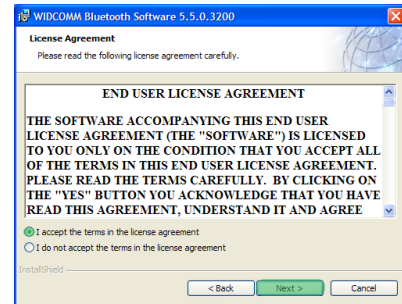 WIDCOMM Bluetooth Software 5.5.0.3200
License Agreement
Please read the following license agreement carefully.
END USER LICENSE AGREEMENT
THE SOFTWARE ACCOMPANYING THIS END USER
LICENSE AGREEMENT (THE "SOFTWARE") IS LICENSED
TO YOU ONLY ON THE CONDITION THAT YOU ACCEPT ALL
OF THE TERMS IN THIS END USER LICENSE AGREEMENT.
PLEASE READ THE TERMS CAREFULLY. BY CLICKING ON
THE "YES" BUTTON YOU ACKNOWLEDGE THAT YOU HAVE
READ THIS AGREEMENT, UNDERSTAND IT AND AGREE
I accept the terms in the license agreement
I do not accept the terms in the license agreement
InstallShield
< Back Next > Cancel